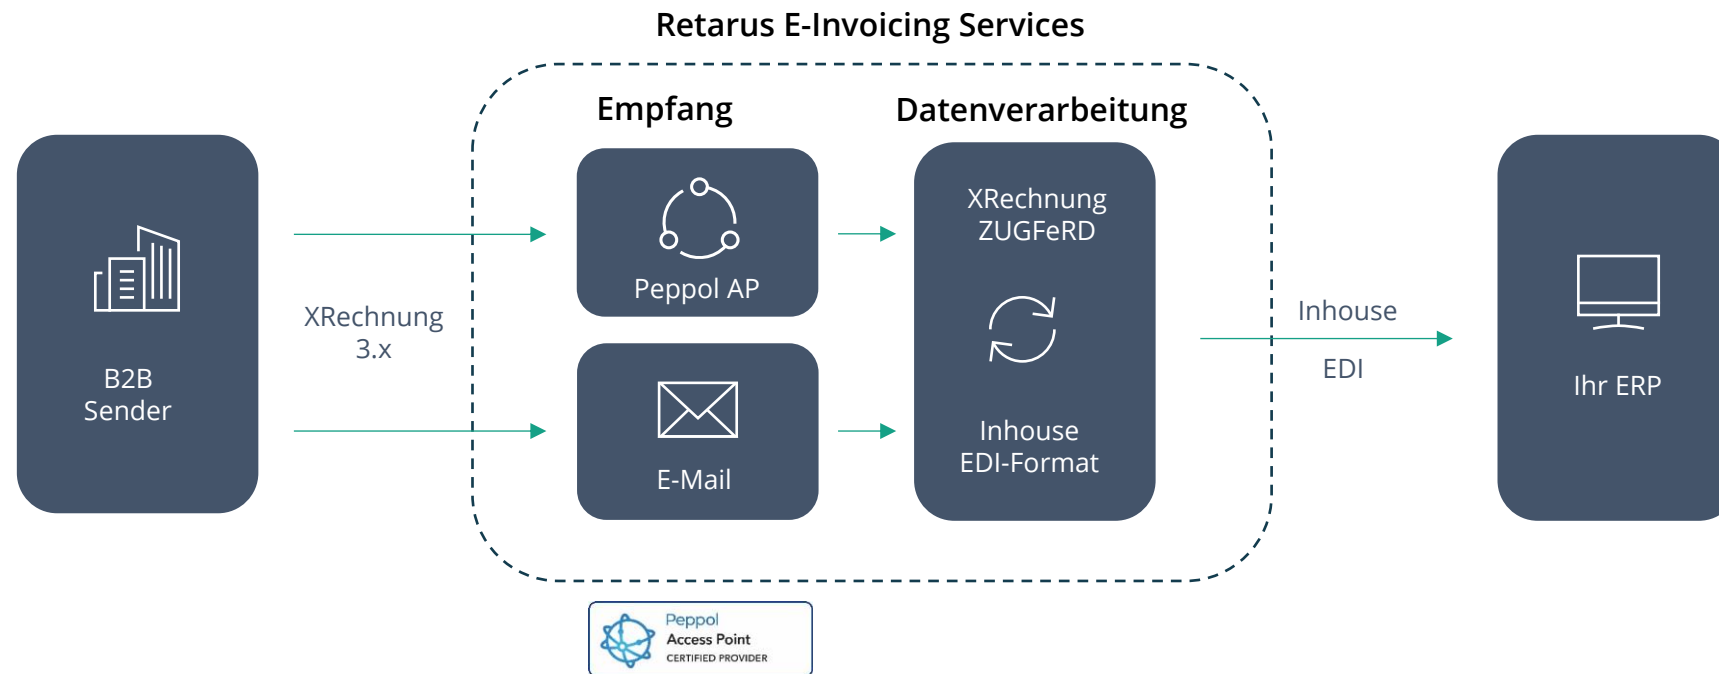 Retarus E-Invoicing Services
Empfang
Datenverarbeitung
B2B
Sender
XRechnung
3.x
Peppol AP
E-Mail
XRechnung
ZUGFeRD
Inhouse
EDI-Format
Inhouse
EDI
Ihr ERP
Peppol
Access Point
CERTIFIED PROVIDER